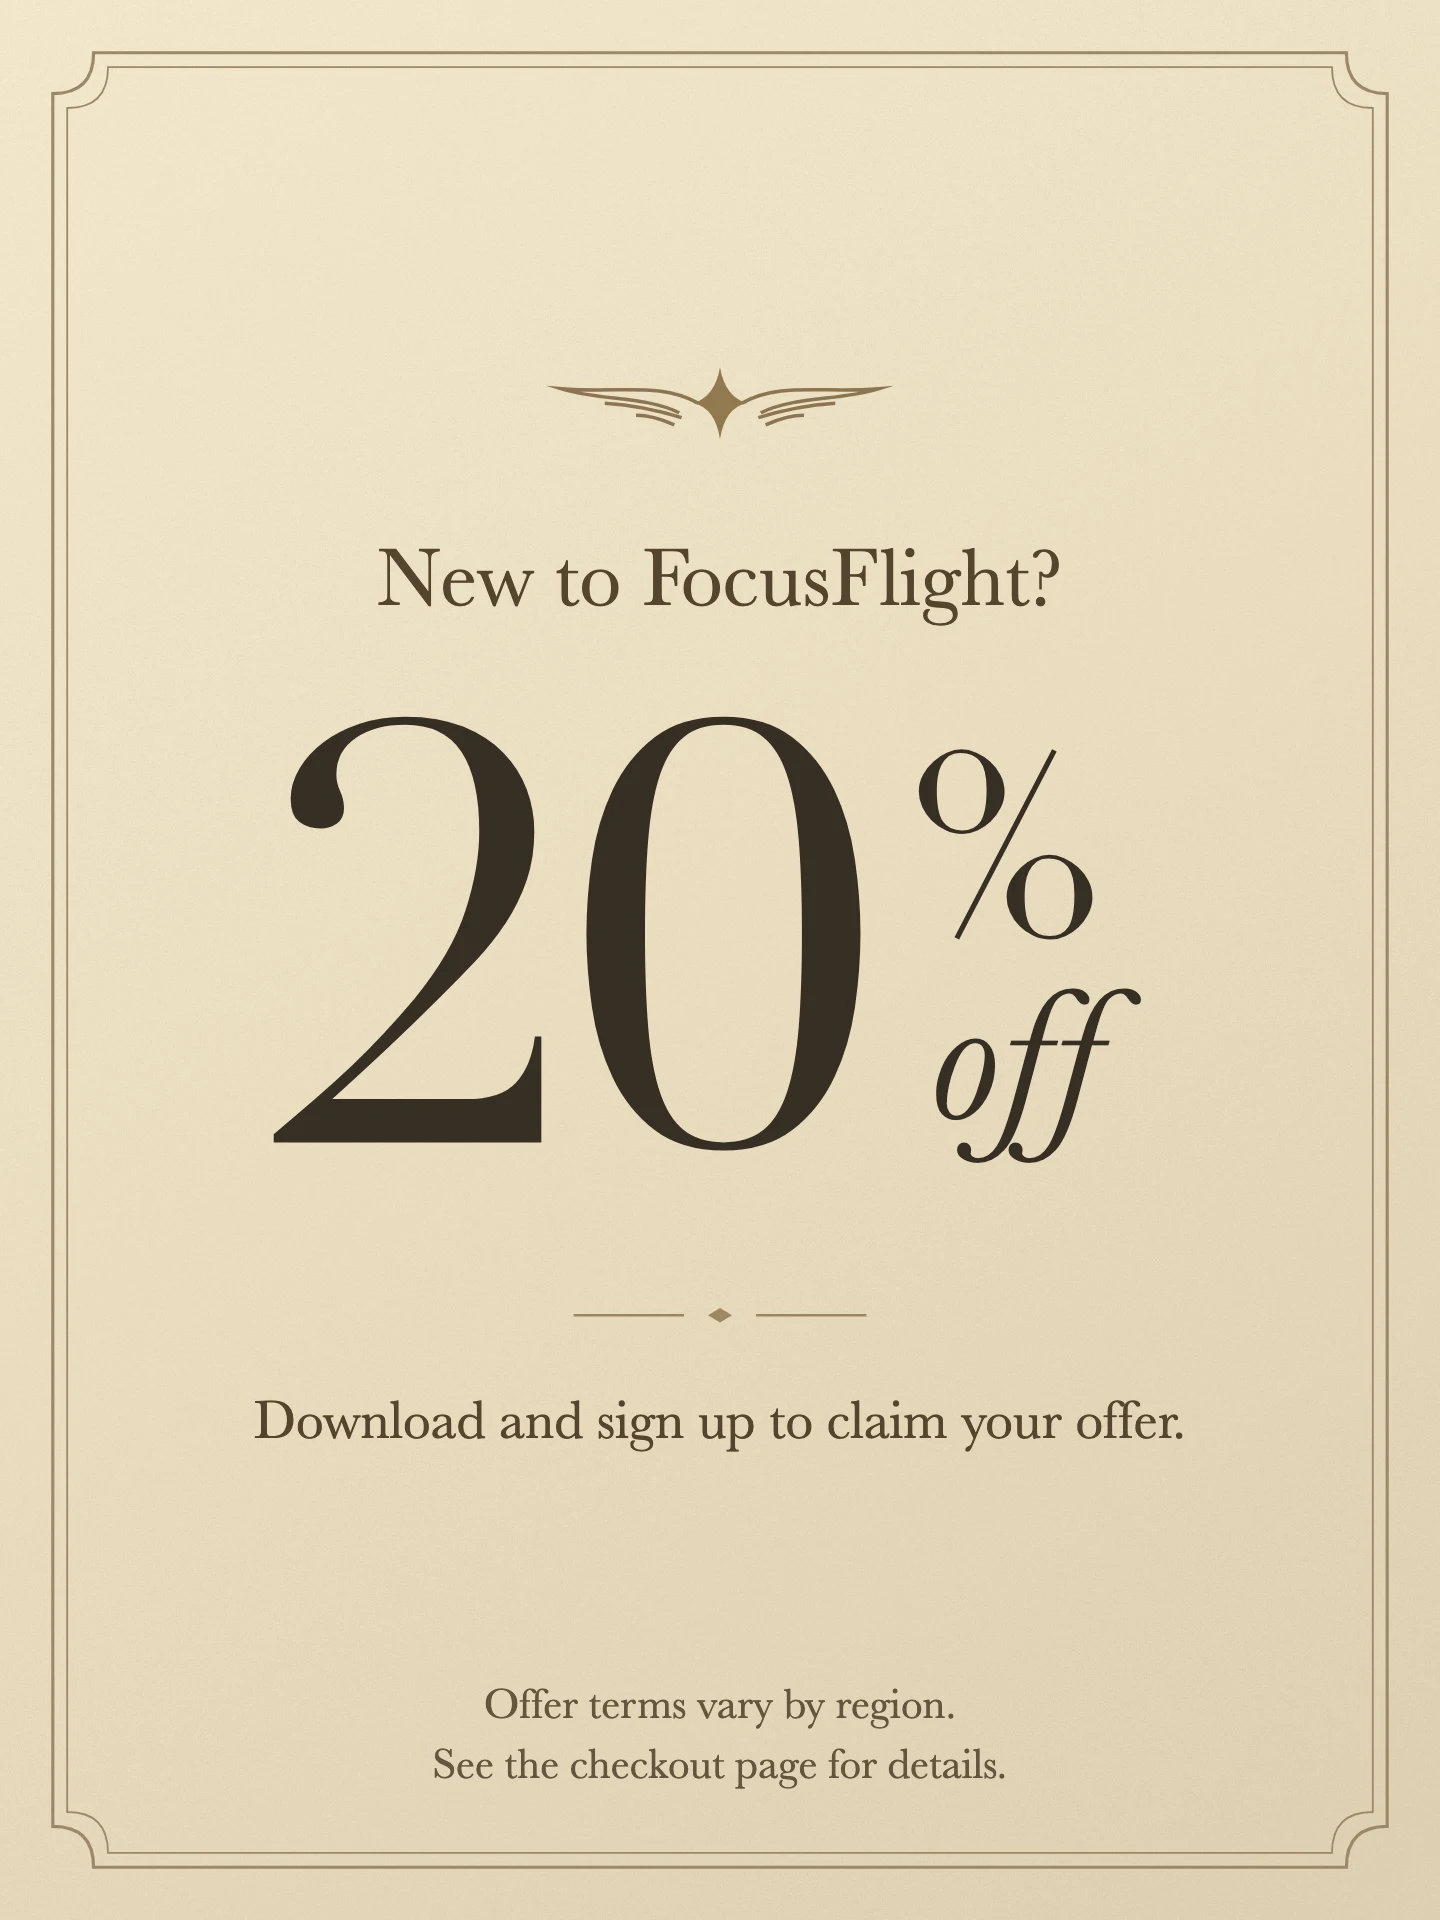 New to FocusFlight?
20% off
Download and sign up to claim your offer.
Offer terms vary by region.
See the checkout page for details.